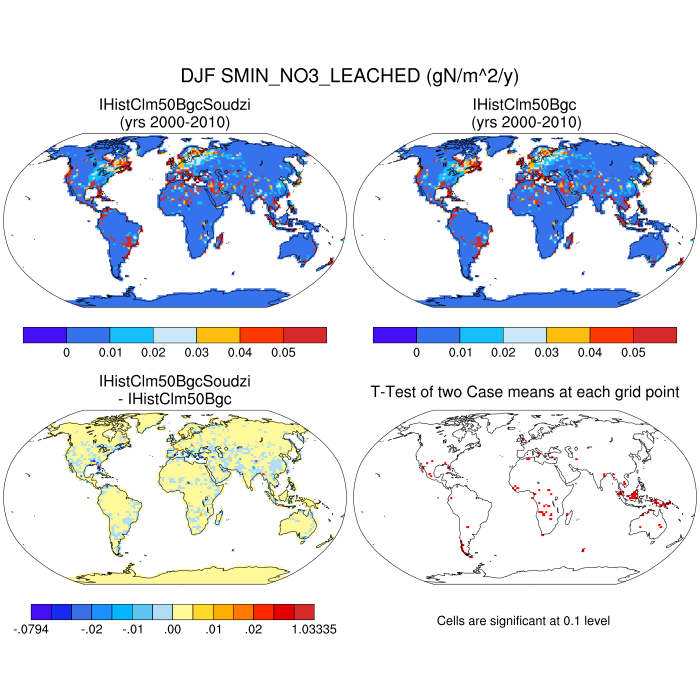 DJF SMIN_NO3_LEACHED (gN/m^2/y)
IHistClm50BgcSoudzi
(yrs 2000-2010)
IHistClm50Bgc
(yrs 2000-2010)
0 0.01 0.02 0.03 0.04 0.05
0 0.01 0.02 0.03 0.04 0.05
IHistClm50BgcSoudzi
- IHistClm50Bgc
T-Test of two Case means at each grid point
-.0794 -.02 -.01 .00 .01 .02 1.03335
Cells are significant at 0.1 level